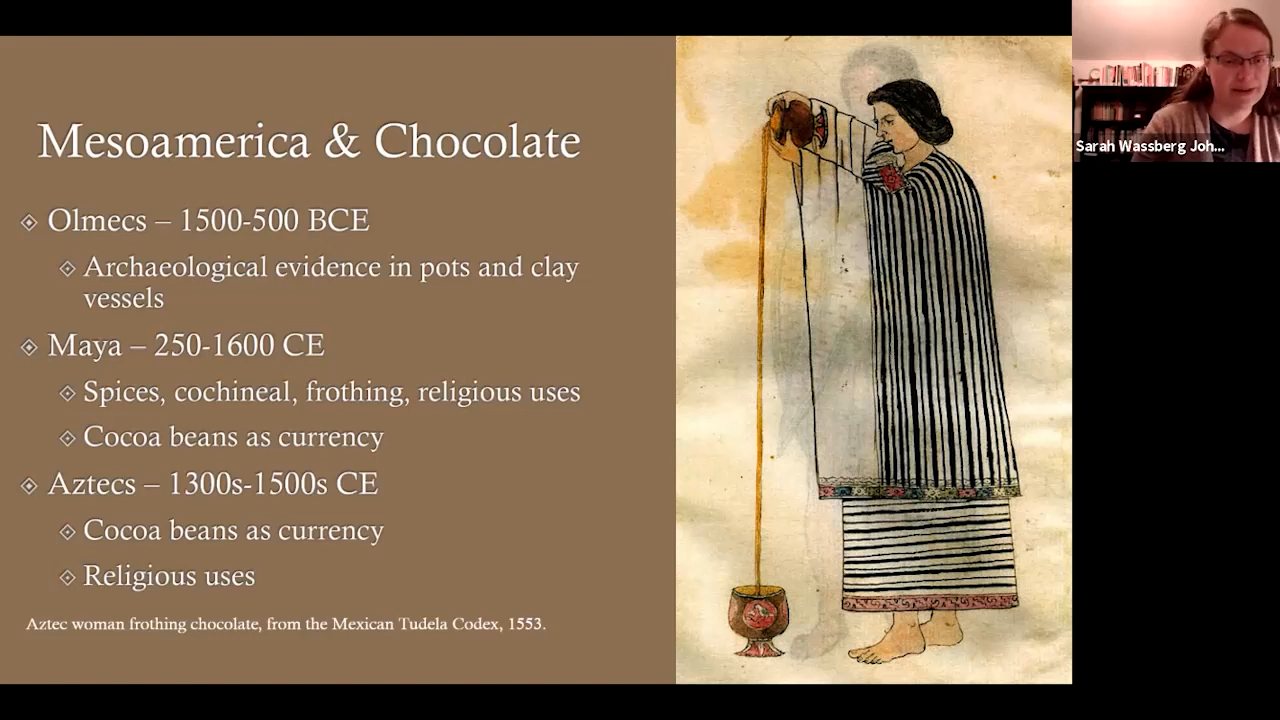 Mesoamerica & Chocolate
Olmecs – 1500-500 BCE
Archaeological evidence in pots and clay
vessels
Maya – 250-1600 CE
Spices, cochineal, frothing, religious uses
Cocoa beans as currency
Aztecs – 1300s-1500s CE
Cocoa beans as currency
Religious uses
Aztec woman frothing chocolate, from the Mexican Tudela Codex, 1553.
Sarah Wassberg Joh...